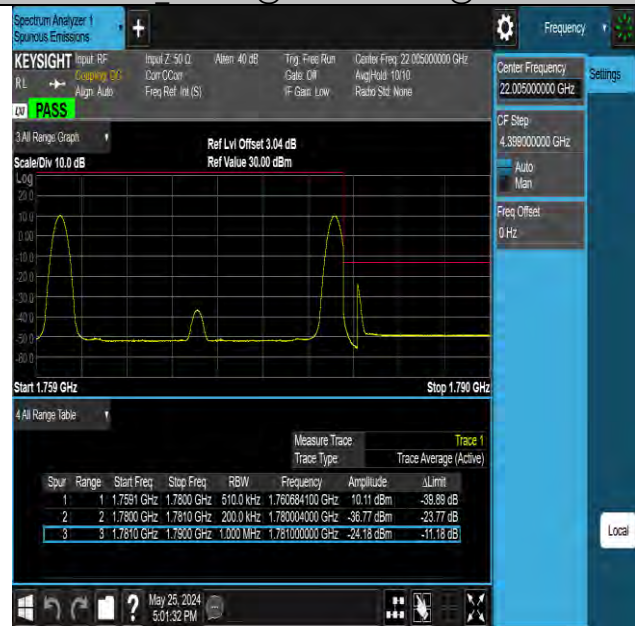 Spectrum Analyzer 1
Spurious Emissions
+
Frequency
KEYSIGHT Input: RF Input Z: 50 Ω Atten: 40 dB Trig: Free Run Center Freq: 22.005000000 GHz
RL Coupling: DC Corr CCorr Gate: Off Avg|Hold: 10/10
Align: Auto Freq Ref: Int (S) IF Gain: Low Radio Std: None
PASS
Center Frequency
22.005000000 GHz
Settings
CF Step
4.399000000 GHz
Auto
Man
Freq Offset
0 Hz
3 All Range Graph
Ref Lvl Offset 3.04 dB
Scale/Div 10.0 dB Ref Value 30.00 dBm
Log
20.0
10.0
0.00
-10.0
-20.0
-30.0
-40.0
-50.0
-60.0
Start 1.759 GHz Stop 1.790 GHz
4 All Range Table
Measure Trace Trace 1
Trace Type Trace Average (Active)
Spur Range Start Freq Stop Freq RBW Frequency Amplitude ΔLimit
1 1 1.7591 GHz 1.7800 GHz 510.0 kHz 1.760684100 GHz 10.11 dBm -39.89 dB
2 2 1.7800 GHz 1.7810 GHz 200.0 kHz 1.780004000 GHz -36.77 dBm -23.77 dB
3 3 1.7810 GHz 1.7900 GHz 1.000 MHz 1.781000000 GHz -24.18 dBm -11.18 dB
Local
?
May 25, 2024
5:01:32 PM